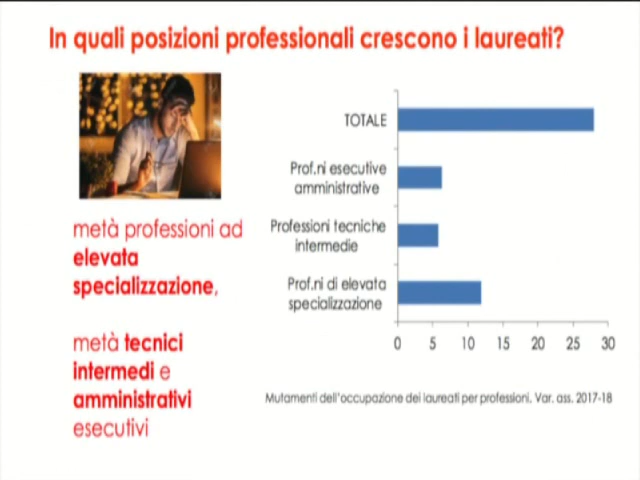 In quali posizioni professionali crescono i laureati?
metà professioni ad
elevata
specializzazione,
metà tecnici
intermedi e
amministrativi
esecutivi
TOTALE
Prof.ni esecutive
amministrative
Professioni tecniche
intermedie
Prof.ni di elevata
specializzazione
0 5 10 15 20 25 30
Mutamenti dell'occupazione dei laureati per professioni. Var. ass. 2017-18